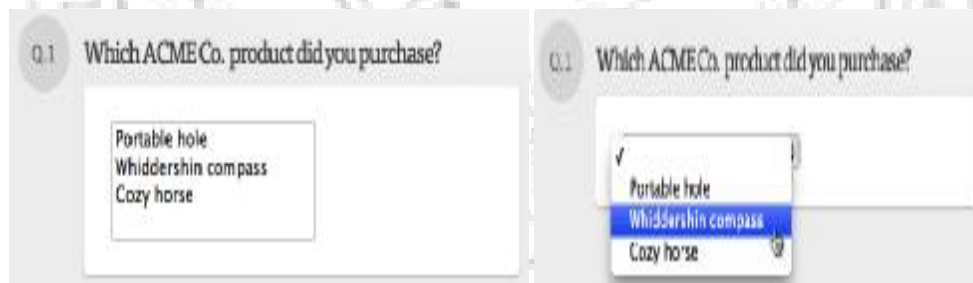 Q.1 Which ACME Co. product did you purchase?
Portable hole
Whiddershin compass
Cozy horse
Q.1 Which ACME Co. product did you purchase?
✓
Portable hole
Whiddershin compass
Cozy horse